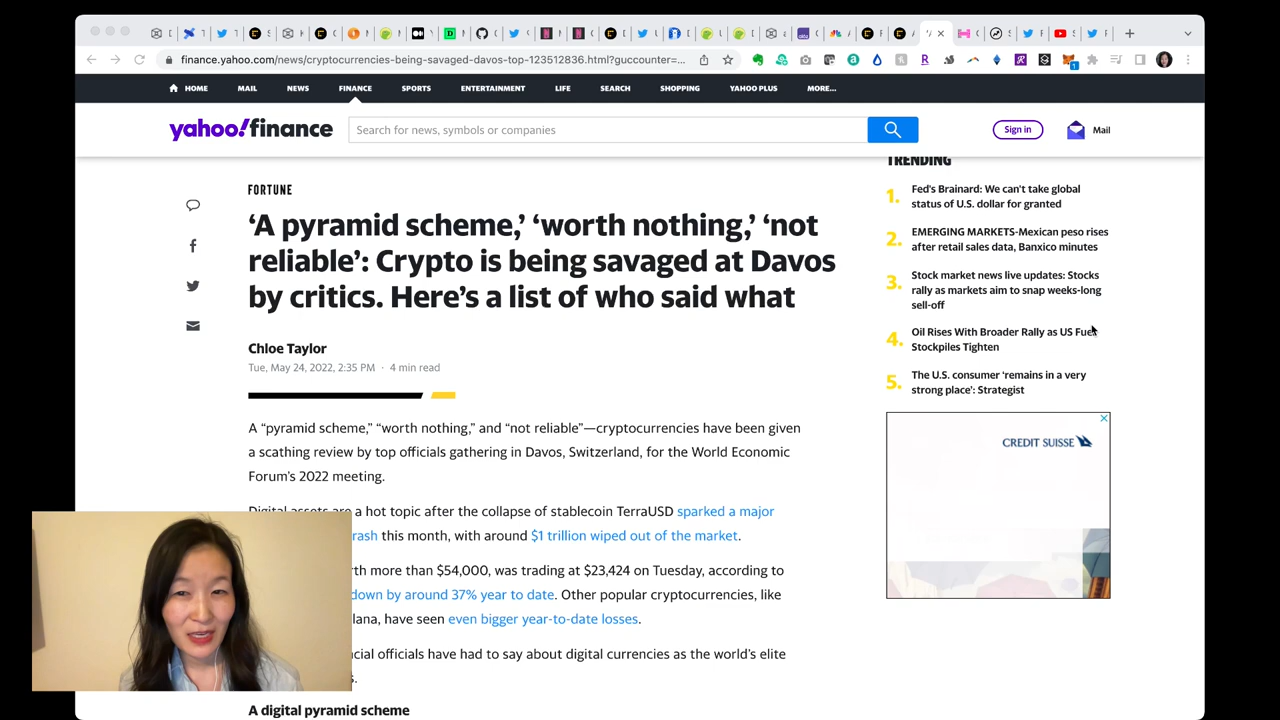 finance.yahoo.com/news/cryptocurrencies-being-savaged-davos-top-123512836.html?guccounter=...
HOME MAIL NEWS FINANCE SPORTS ENTERTAINMENT LIFE SEARCH SHOPPING YAHOO PLUS MORE...
yahoo!finance
Search for news, symbols or companies
Sign in
Mail
FORTUNE
‘A pyramid scheme,’ ‘worth nothing,’ ‘not
reliable’: Crypto is being savaged at Davos
by critics. Here’s a list of who said what
Chloe Taylor
Tue, May 24, 2022, 2:35 PM · 4 min read
A “pyramid scheme,” “worth nothing,” and “not reliable”—cryptocurrencies have been given
a scathing review by top officials gathering in Davos, Switzerland, for the World Economic
Forum’s 2022 meeting.
Digital assets are a hot topic after the collapse of stablecoin TerraUSD sparked a major
rash this month, with around $1 trillion wiped out of the market.
rth more than $54,000, was trading at $23,424 on Tuesday, according to
down by around 37% year to date. Other popular cryptocurrencies, like
lana, have seen even bigger year-to-date losses.
cial officials have had to say about digital currencies as the world’s elite
s.
A digital pyramid scheme
TRENDING
1. Fed's Brainard: We can't take global
status of U.S. dollar for granted
2. EMERGING MARKETS-Mexican peso rises
after retail sales data, Banxico minutes
3. Stock market news live updates: Stocks
rally as markets aim to snap weeks-long
sell-off
4. Oil Rises With Broader Rally as US Fuel
Stockpiles Tighten
5. The U.S. consumer ‘remains in a very
strong place’: Strategist
CREDIT SUISSE